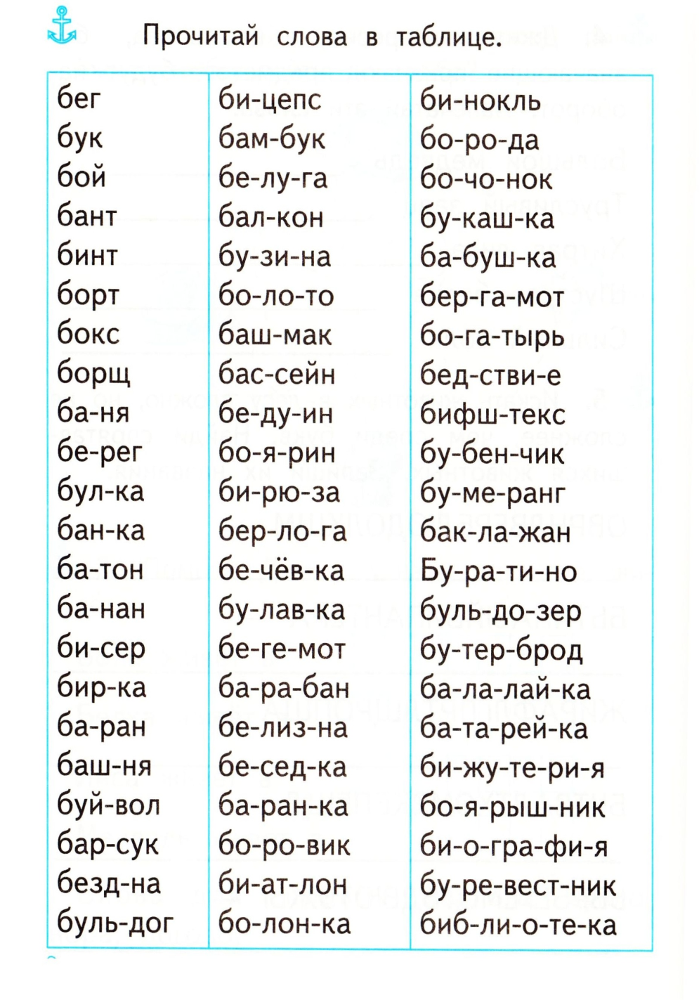 Прочитай слова в таблице.
бег би-цепс би-нокль
бук бам-бук бо-ро-да
бой бе-лу-га бо-чо-нок
бант бал-кон бу-каш-ка
бинт бу-зи-на ба-буш-ка
борт бо-ло-то бер-га-мот
бокс баш-мак бо-га-тырь
борщ бас-сейн бед-стви-е
ба-ня бе-ду-ин бифш-текс
бе-рег бо-я-рин бу-бен-чик
бул-ка би-рю-за бу-ме-ранг
бан-ка бер-ло-га бак-ла-жан
ба-тон бе-чёв-ка Бу-ра-ти-но
ба-нан бу-лав-ка буль-до-зер
би-сер бе-ге-мот бу-тер-брод
бир-ка ба-ра-бан ба-ла-лай-ка
ба-ран бе-лиз-на ба-та-рей-ка
баш-ня бе-сед-ка би-жу-те-ри-я
буй-вол ба-ран-ка бо-я-рыш-ник
бар-сук бо-ро-вик би-о-гра-фи-я
безд-на би-ат-лон бу-ре-вест-ник
буль-дог бо-лон-ка биб-ли-о-те-ка